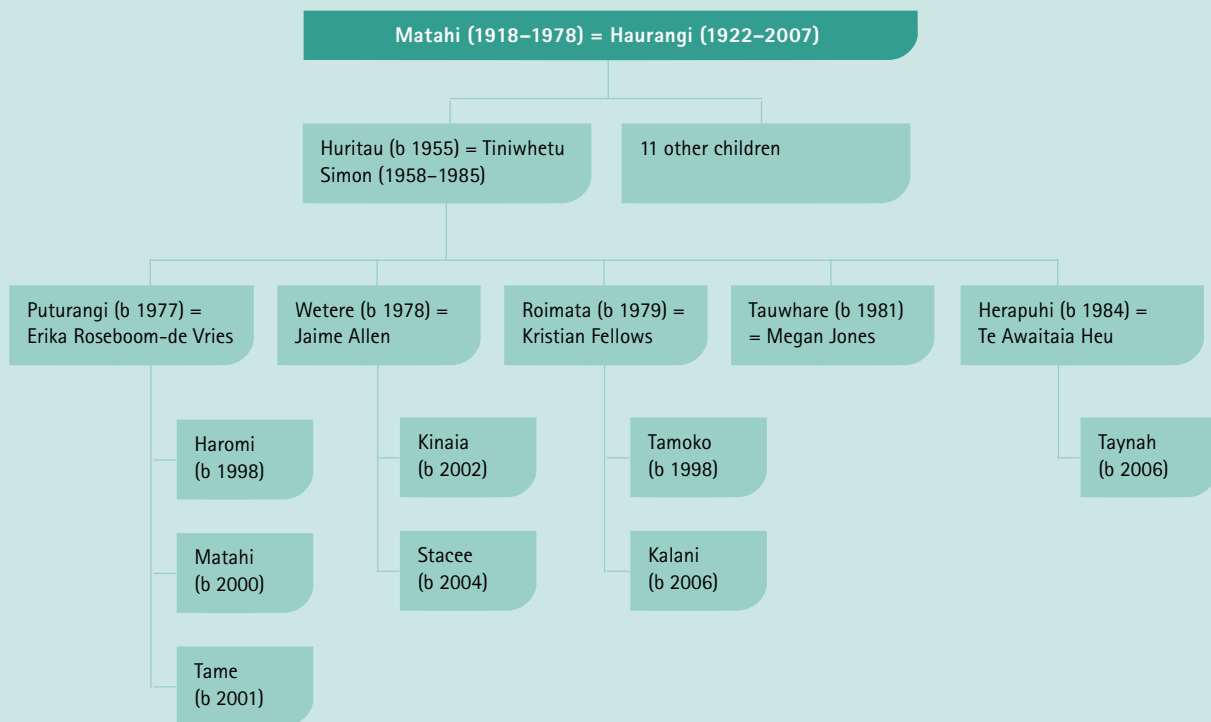 Matahi (1918–1978) = Haurangi (1922–2007)
Huritau (b 1955) = Tiniwhetu
Simon (1958–1985)
11 other children
Puturangi (b 1977) =
Erika Roseboom-de Vries
Wetere (b 1978) =
Jaime Allen
Roimata (b 1979) =
Kristian Fellows
Tauwhare (b 1981)
= Megan Jones
Herapuhi (b 1984) =
Te Awaitaia Heu
Haromi
(b 1998)
Matahi
(b 2000)
Tame
(b 2001)
Kinaia
(b 2002)
Stacee
(b 2004)
Tamoko
(b 1998)
Kalani
(b 2006)
Taynah
(b 2006)